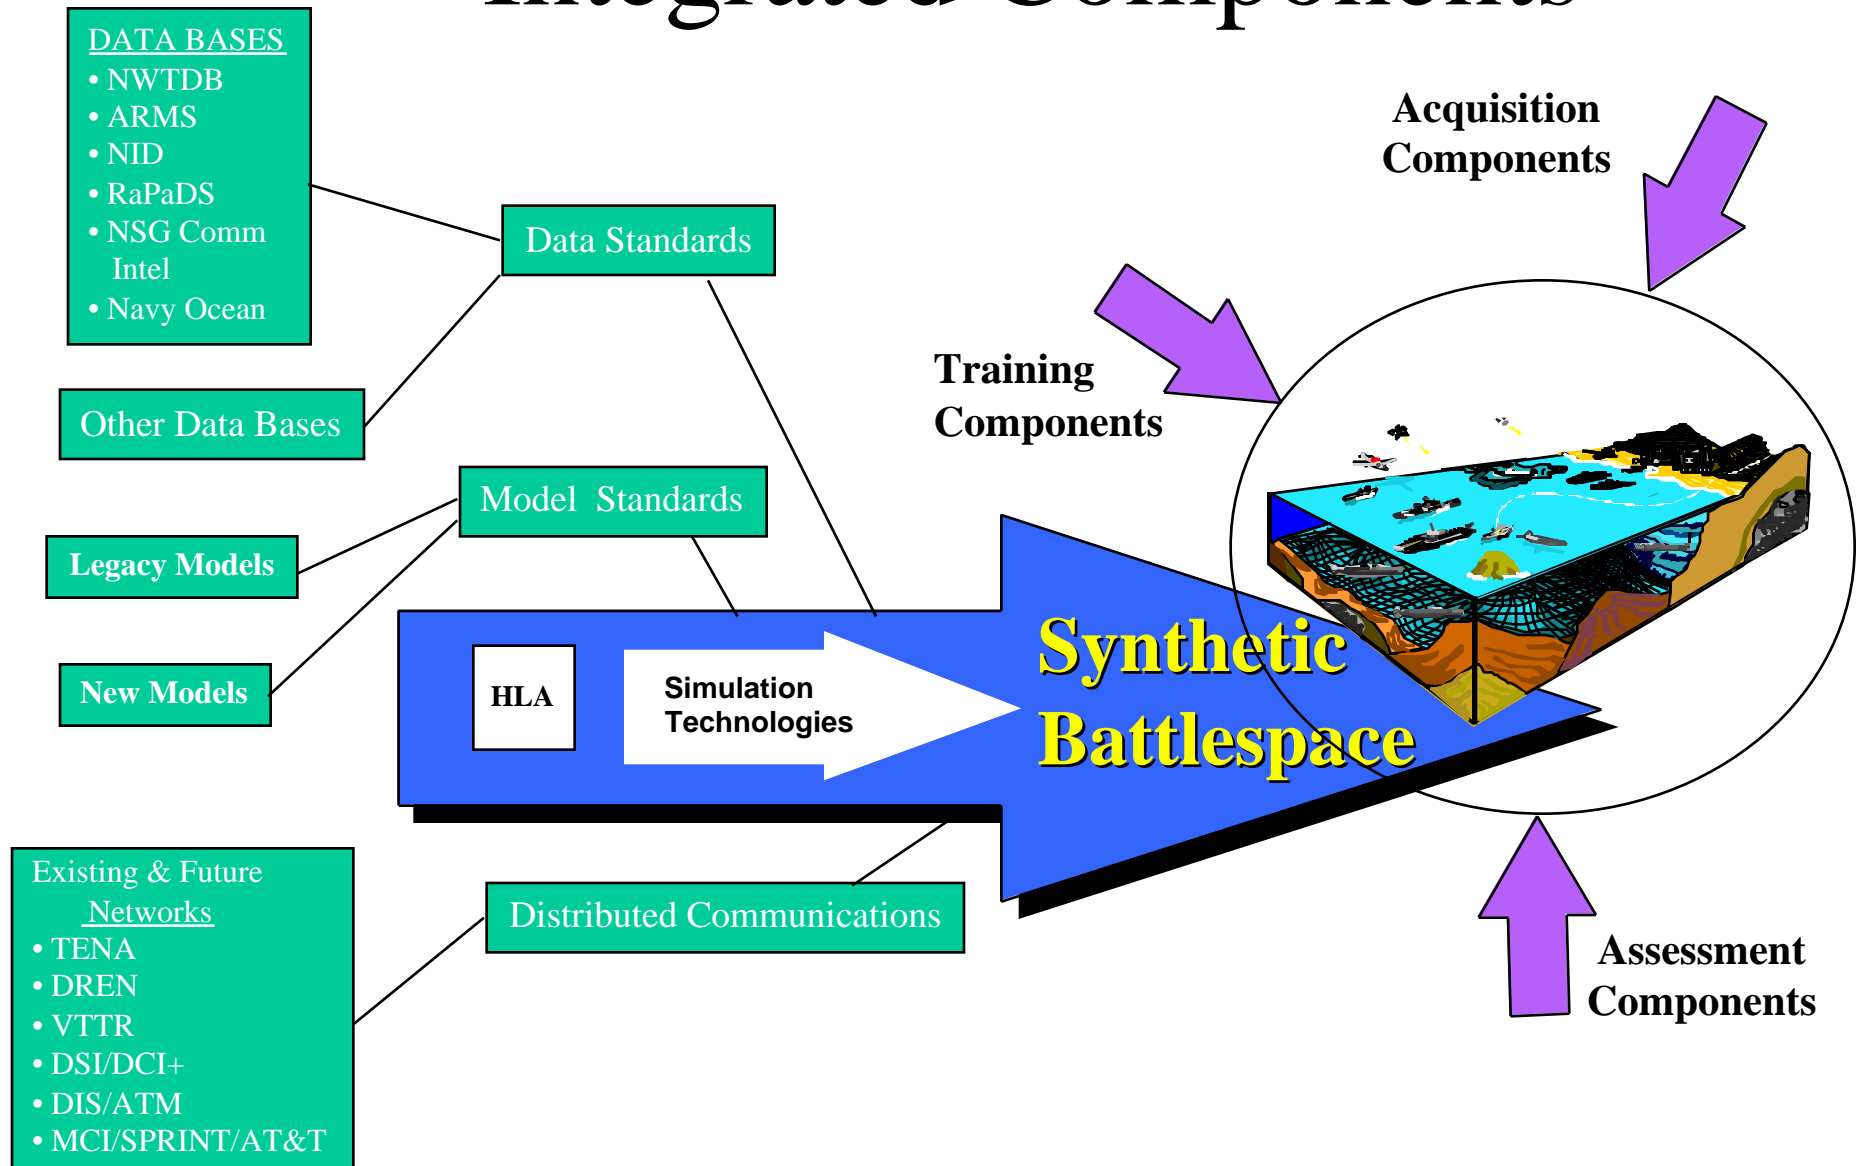 Integrated Components
DATA BASES
• NWTDB
• ARMS
• NID
• RaPaDS
• NSG Comm
Intel
• Navy Ocean
Other Data Bases
Legacy Models
New Models
Data Standards
Model Standards
HLA
Simulation
Technologies
Synthetic
Battlespace
Training
Components
Acquisition
Components
Assessment
Components
Distributed Communications
Existing & Future
Networks
• TENA
• DREN
• VTTR
• DSI/DCI+
• DIS/ATM
• MCI/SPRINT/AT&T